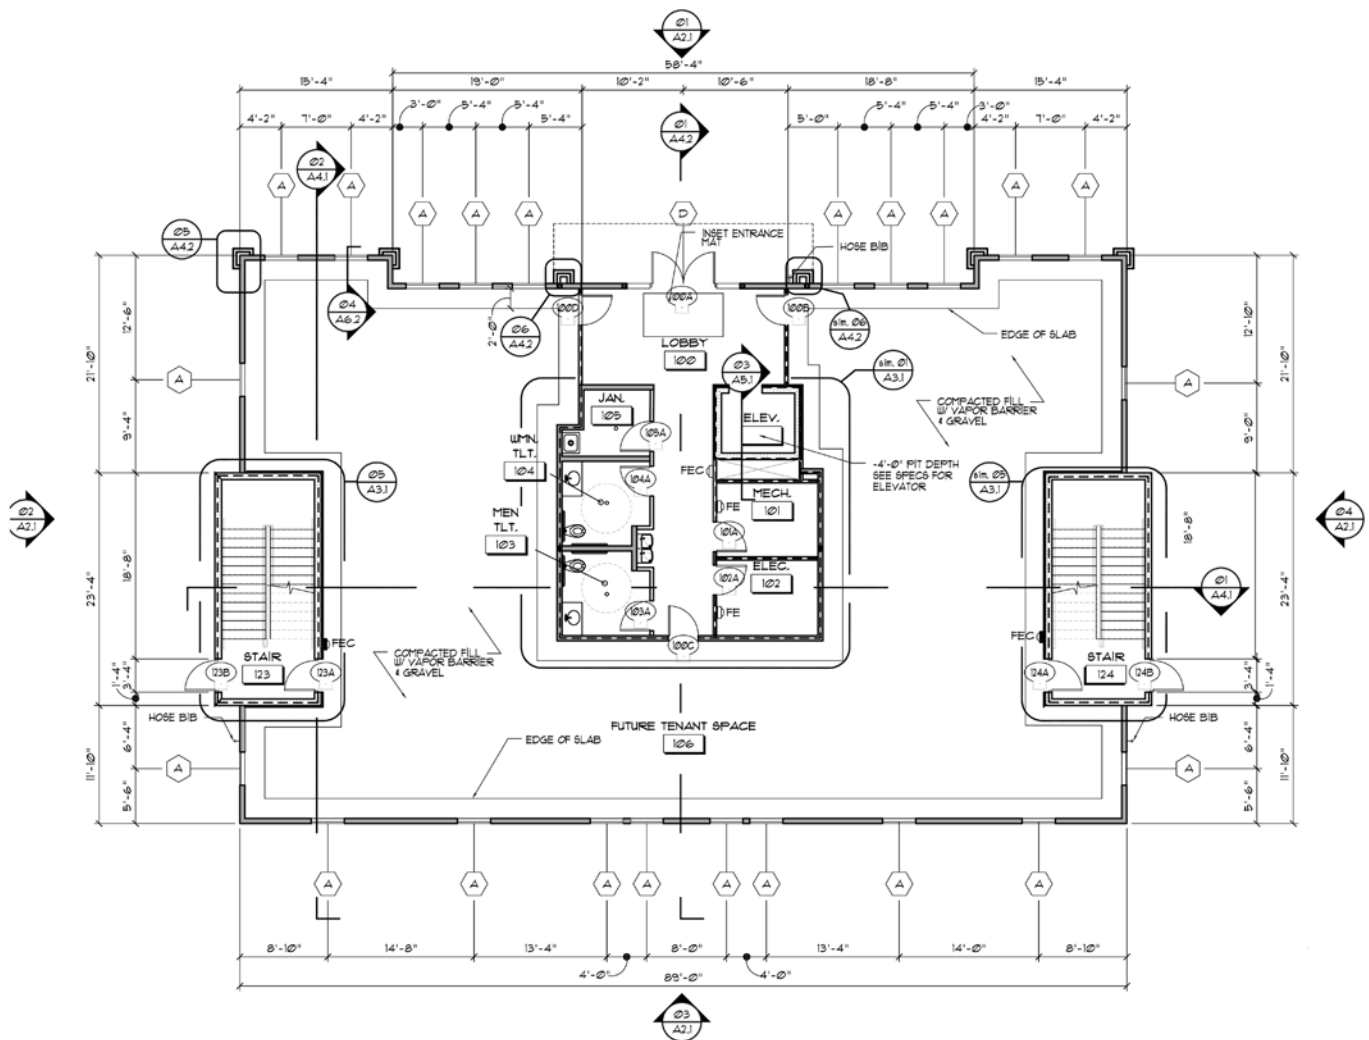 01
A2.1
58'-4"
15'-4"
19'-0"
10'-2"
10'-6"
18'-8"
15'-4"
4'-2"
7'-0"
4'-2"
3'-0"
5'-4"
5'-4"
5'-4"
5'-0"
5'-4"
5'-4"
3'-0"
4'-2"
7'-0"
4'-2"
01
A4.2
02
A4.1
A
A
A
A
A
D
A
A
A
A
A
05
A4.2
INSET ENTRANCE
MAT
HOSE BIB
04
A6.2
2'-0"
06
A4.2
100D
100A
100B
sim. 06
A4.2
EDGE OF SLAB
LOBBY
100
12'-6"
21'-10"
9'-4"
A
12'-10"
21'-10"
9'-0"
A
03
A5.1
sim. 01
A3.1
COMPACTED FILL
W/ VAPOR BARRIER
& GRAVEL
JAN.
105
105A
ELEV.
WMN.
TLT.
104
104A
FEC
-4'-0" PIT DEPTH
SEE SPECS FOR
ELEVATOR
05
A3.1
sim. 05
A3.1
MECH.
101
FE
101A
MEN
TLT.
103
02
A2.1
04
A2.1
18'-8"
23'-4"
18'-8"
23'-4"
ELEC.
102
102A
FE
103A
01
A4.1
100C
FEC
FEC
STAIR
123
123B
123A
COMPACTED FILL
W/ VAPOR BARRIER
& GRAVEL
STAIR
124
124A
124B
1'-4"
3'-4"
3'-4"
1'-4"
HOSE BIB
HOSE BIB
FUTURE TENANT SPACE
106
EDGE OF SLAB
6'-4"
11'-10"
5'-6"
A
6'-4"
11'-10"
5'-6"
A
A
A
A
A
A
A
A
A
8'-10"
14'-8"
13'-4"
8'-0"
13'-4"
14'-0"
8'-10"
4'-0"
4'-0"
89'-0"
03
A2.1